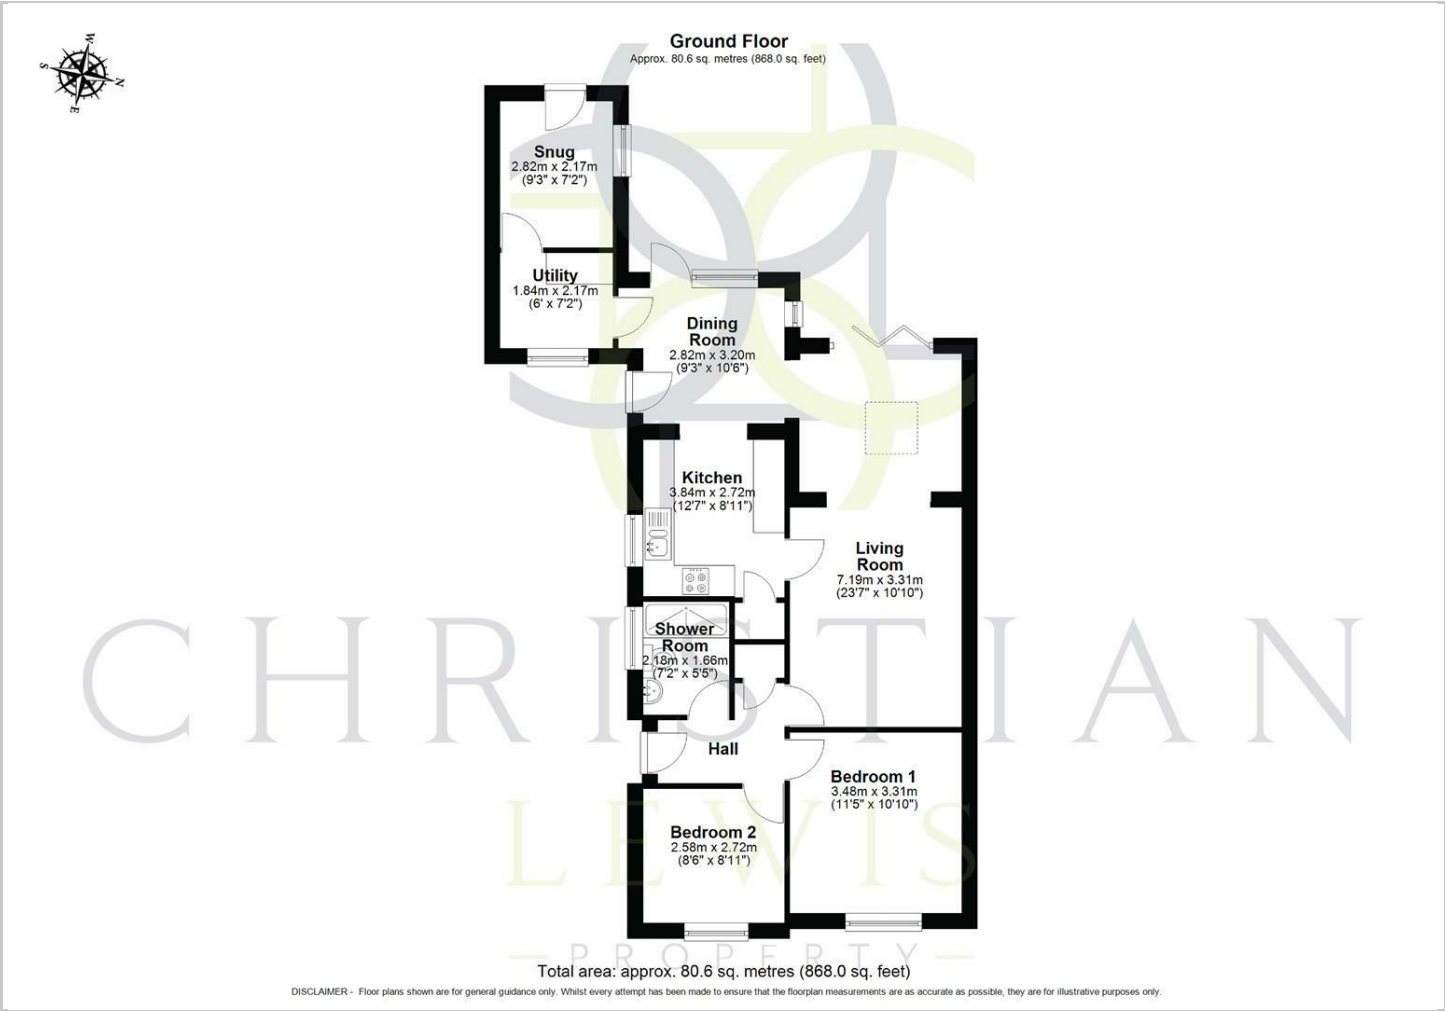 Ground Floor
Approx. 80.6 sq. metres (868.0 sq. feet)
W
S
N
E
Snug
2.82m x 2.17m
(9'3" x 7'2")
Utility
1.84m x 2.17m
(6' x 7'2")
Dining
Room
2.82m x 3.20m
(9'3" x 10'6")
Kitchen
3.84m x 2.72m
(12'7" x 8'11")
Living
Room
7.19m x 3.31m
(23'7" x 10'10")
Shower
Room
2.18m x 1.66m
(7'2" x 5'5")
CHRISTIAN
Hall
Bedroom 1
3.48m x 3.31m
(11'5" x 10'10")
LEWIS
Bedroom 2
2.58m x 2.72m
(8'6" x 8'11")
PROPERTY
Total area: approx. 80.6 sq. metres (868.0 sq. feet)
DISCLAIMER - Floor plans shown are for general guidance only. Whilst every attempt has been made to ensure that the floorplan measurements are as accurate as possible, they are for illustrative purposes only.